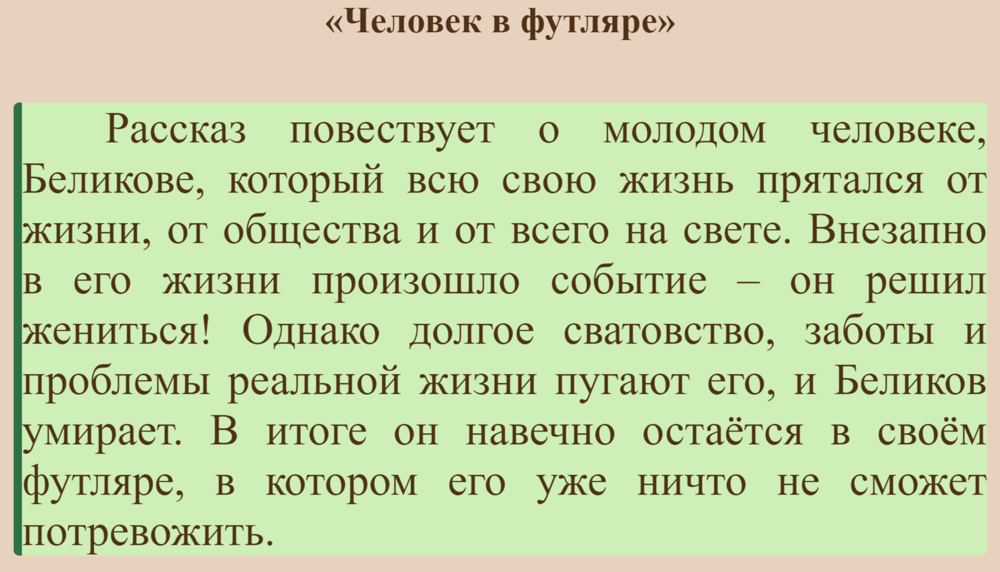 «Человек в футляре»
Рассказ повествует о молодом человеке,
Беликове, который всю свою жизнь прятался от
жизни, от общества и от всего на свете. Внезапно
в его жизни произошло событие – он решил
жениться! Однако долгое сватовство, заботы и
проблемы реальной жизни пугают его, и Беликов
умирает. В итоге он навечно остаётся в своём
футляре, в котором его уже ничто не сможет
потревожить.